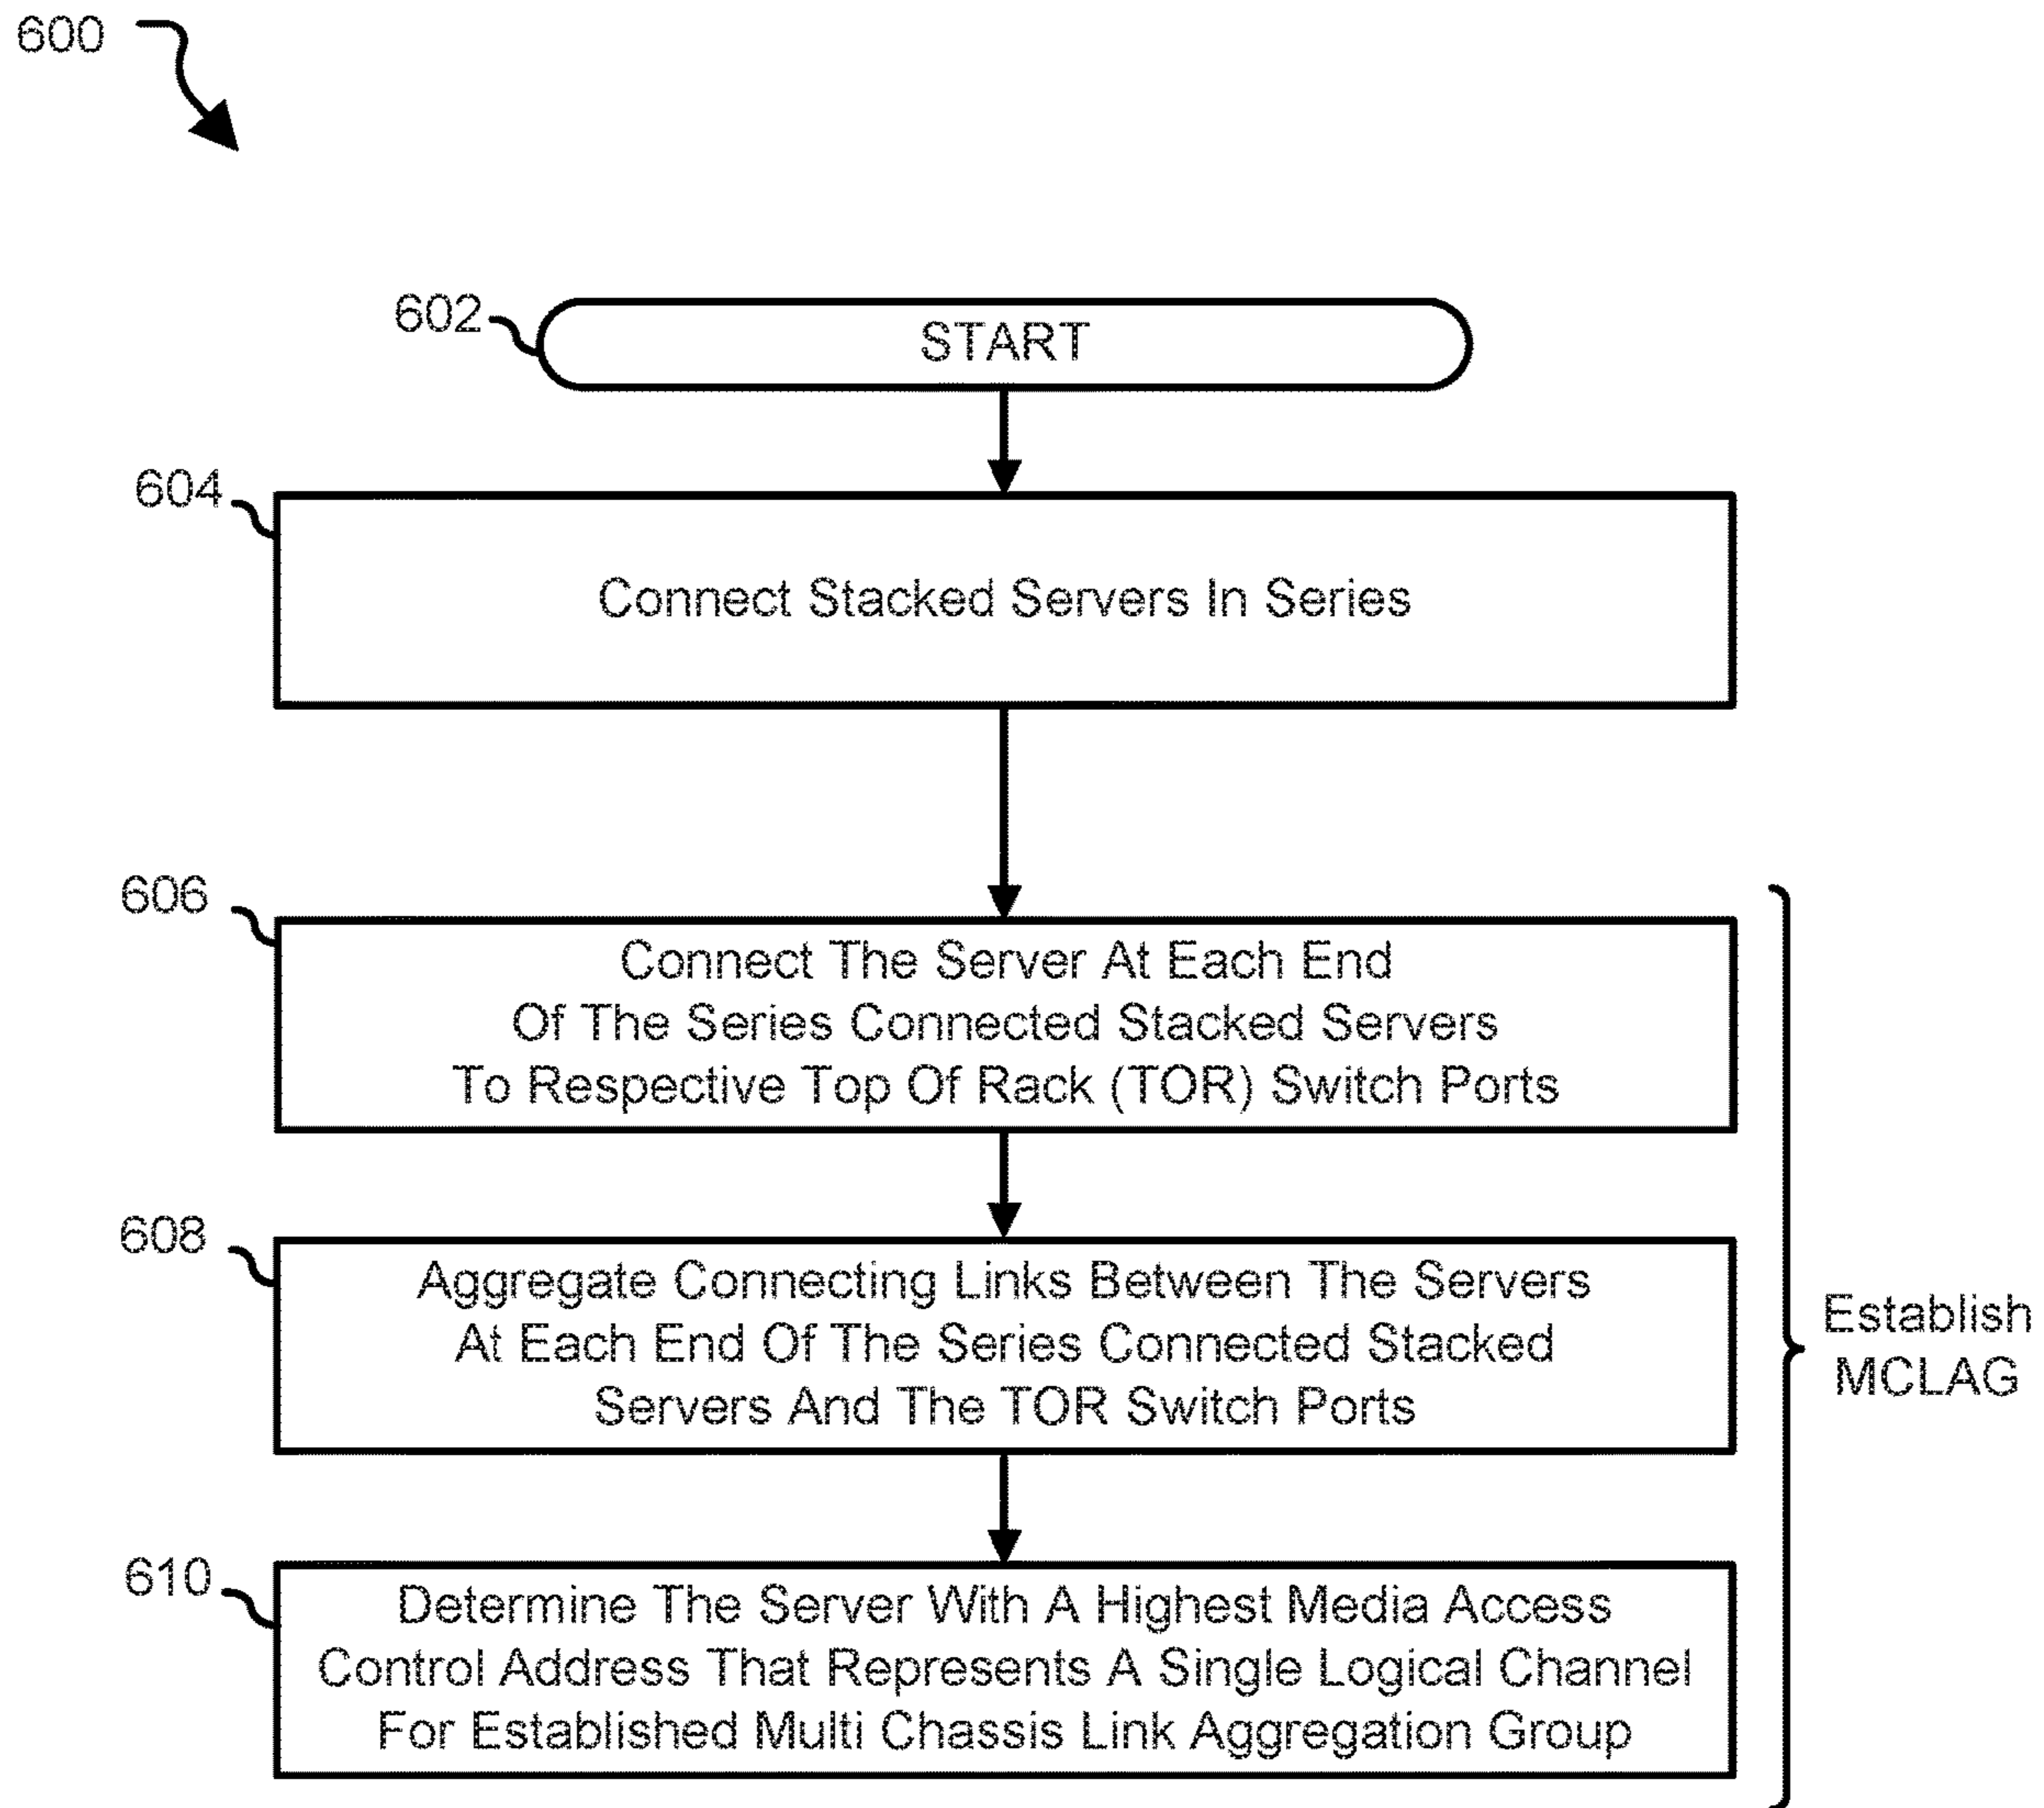 600
602
START
604
Connect Stacked Servers In Series
606
Connect The Server At Each End
Of The Series Connected Stacked Servers
To Respective Top Of Rack (TOR) Switch Ports
608
Aggregate Connecting Links Between The Servers
At Each End Of The Series Connected Stacked
Servers And The TOR Switch Ports
Establish
MCLAG
610
Determine The Server With A Highest Media Access
Control Address That Represents A Single Logical Channel
For Established Multi Chassis Link Aggregation Group